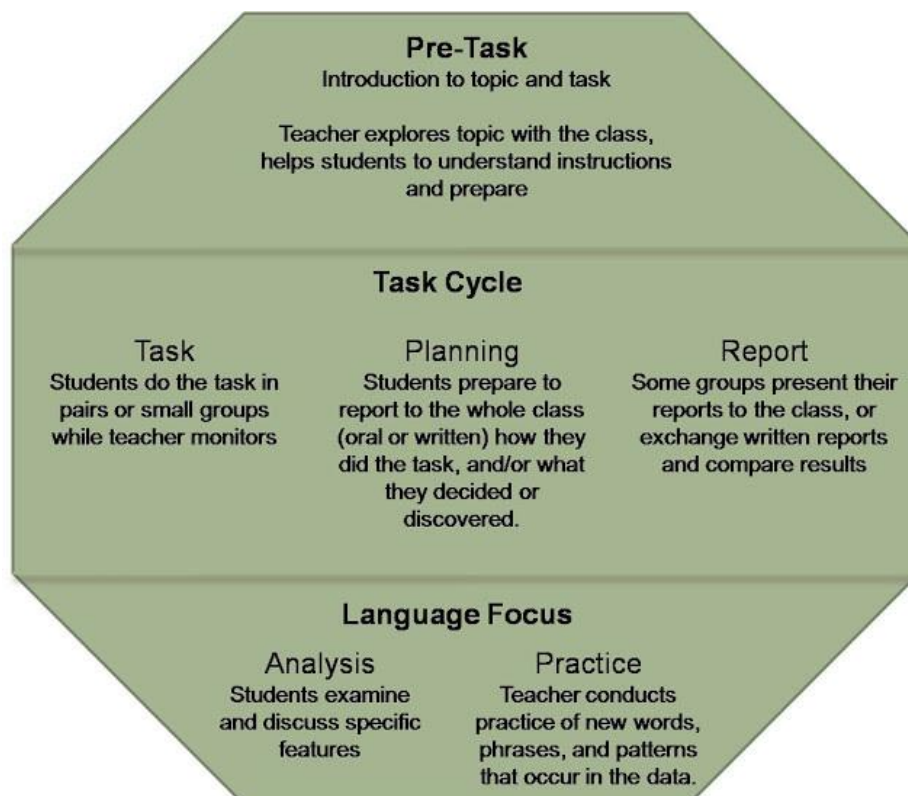 Pre-Task
Introduction to topic and task
Teacher explores topic with the class,
helps students to understand instructions
and prepare
Task Cycle
Task
Students do the task in
pairs or small groups
while teacher monitors
Planning
Students prepare to
report to the whole class
(oral or written) how they
did the task, and/or what
they decided or
discovered.
Report
Some groups present their
reports to the class, or
exchange written reports
and compare results
Language Focus
Analysis
Students examine
and discuss specific
features
Practice
Teacher conducts
practice of new words,
phrases, and patterns
that occur in the data.